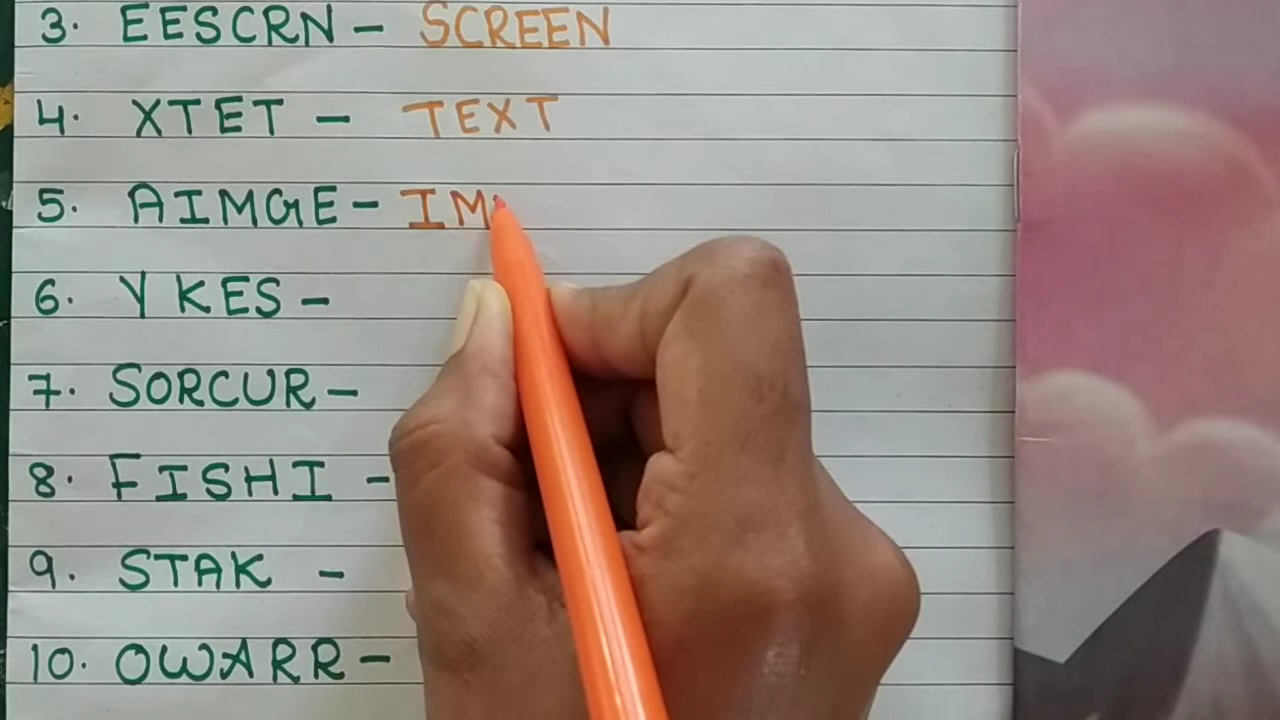 3. EESCRN - SCREEN
4. XTET - TEXT
5. AIMGE - IM
6. YKES -
7. SORCUR -
8. FISHI -
9. STAK -
10. OWARR -